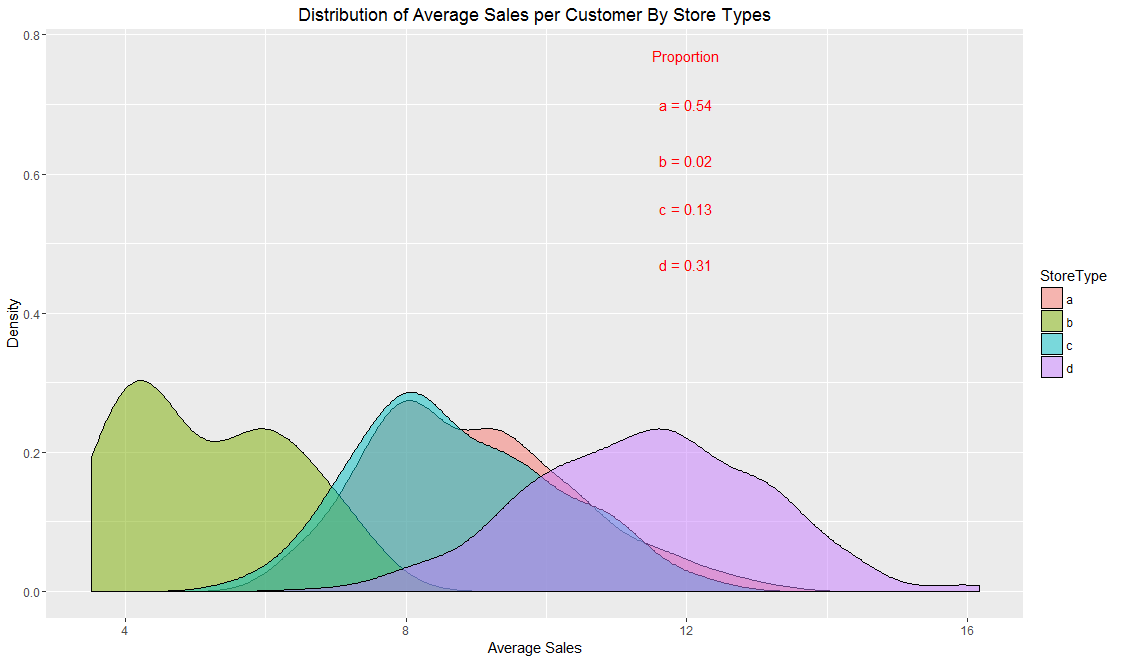 Distribution of Average Sales per Customer By Store Types
0.8
0.6
0.4
0.2
0.0
Density
Proportion
a = 0.54
b = 0.02
c = 0.13
d = 0.31
4
8
12
16
Average Sales
StoreType
a
b
c
d